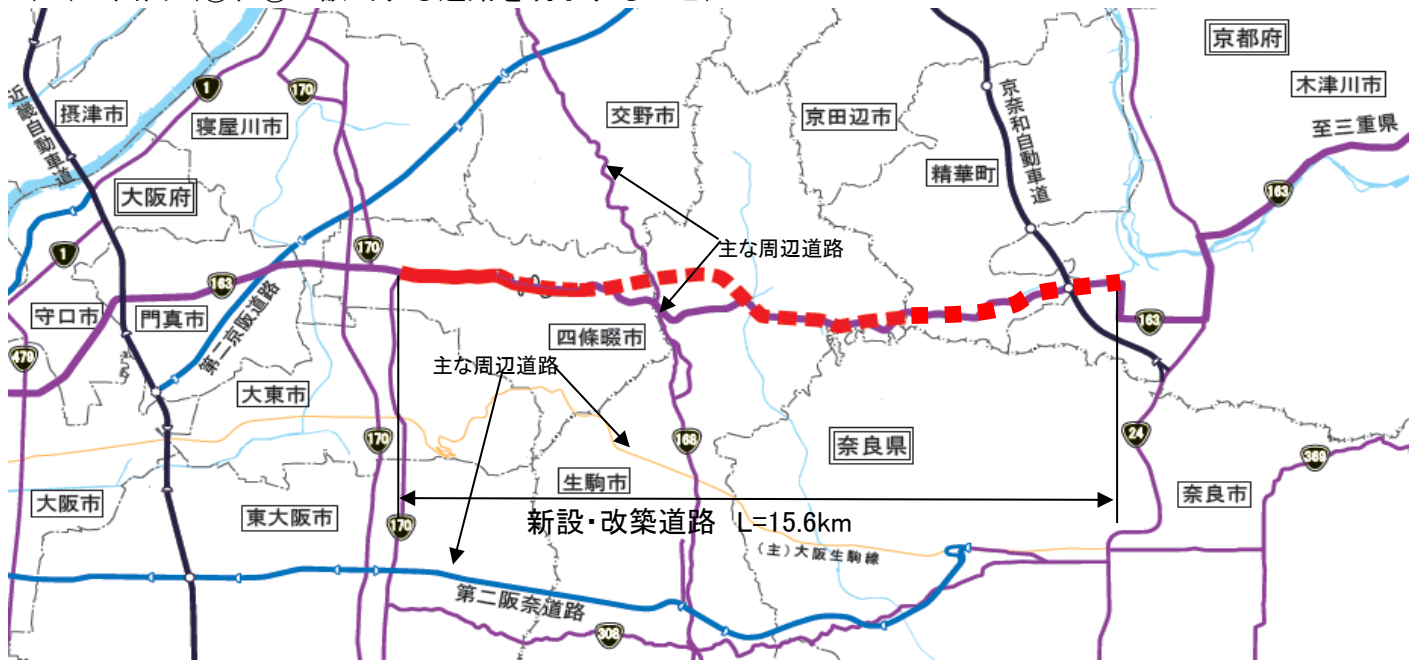 京都府
木津川市
至三重県
交野市
京田辺市
京奈和自動車道
精華町
摂津市
近畿自動車道
寝屋川市
1
170
大阪府
主な周辺道路
163
1
170
163
守口市
門真市
第二京阪道路
163
479
四條畷市
主な周辺道路
大東市
170
168
奈良県
24
369
大阪市
東大阪市
170
生駒市
奈良市
新設・改築道路 L=15.6km
(主)大阪生駒線
第二阪奈道路
308